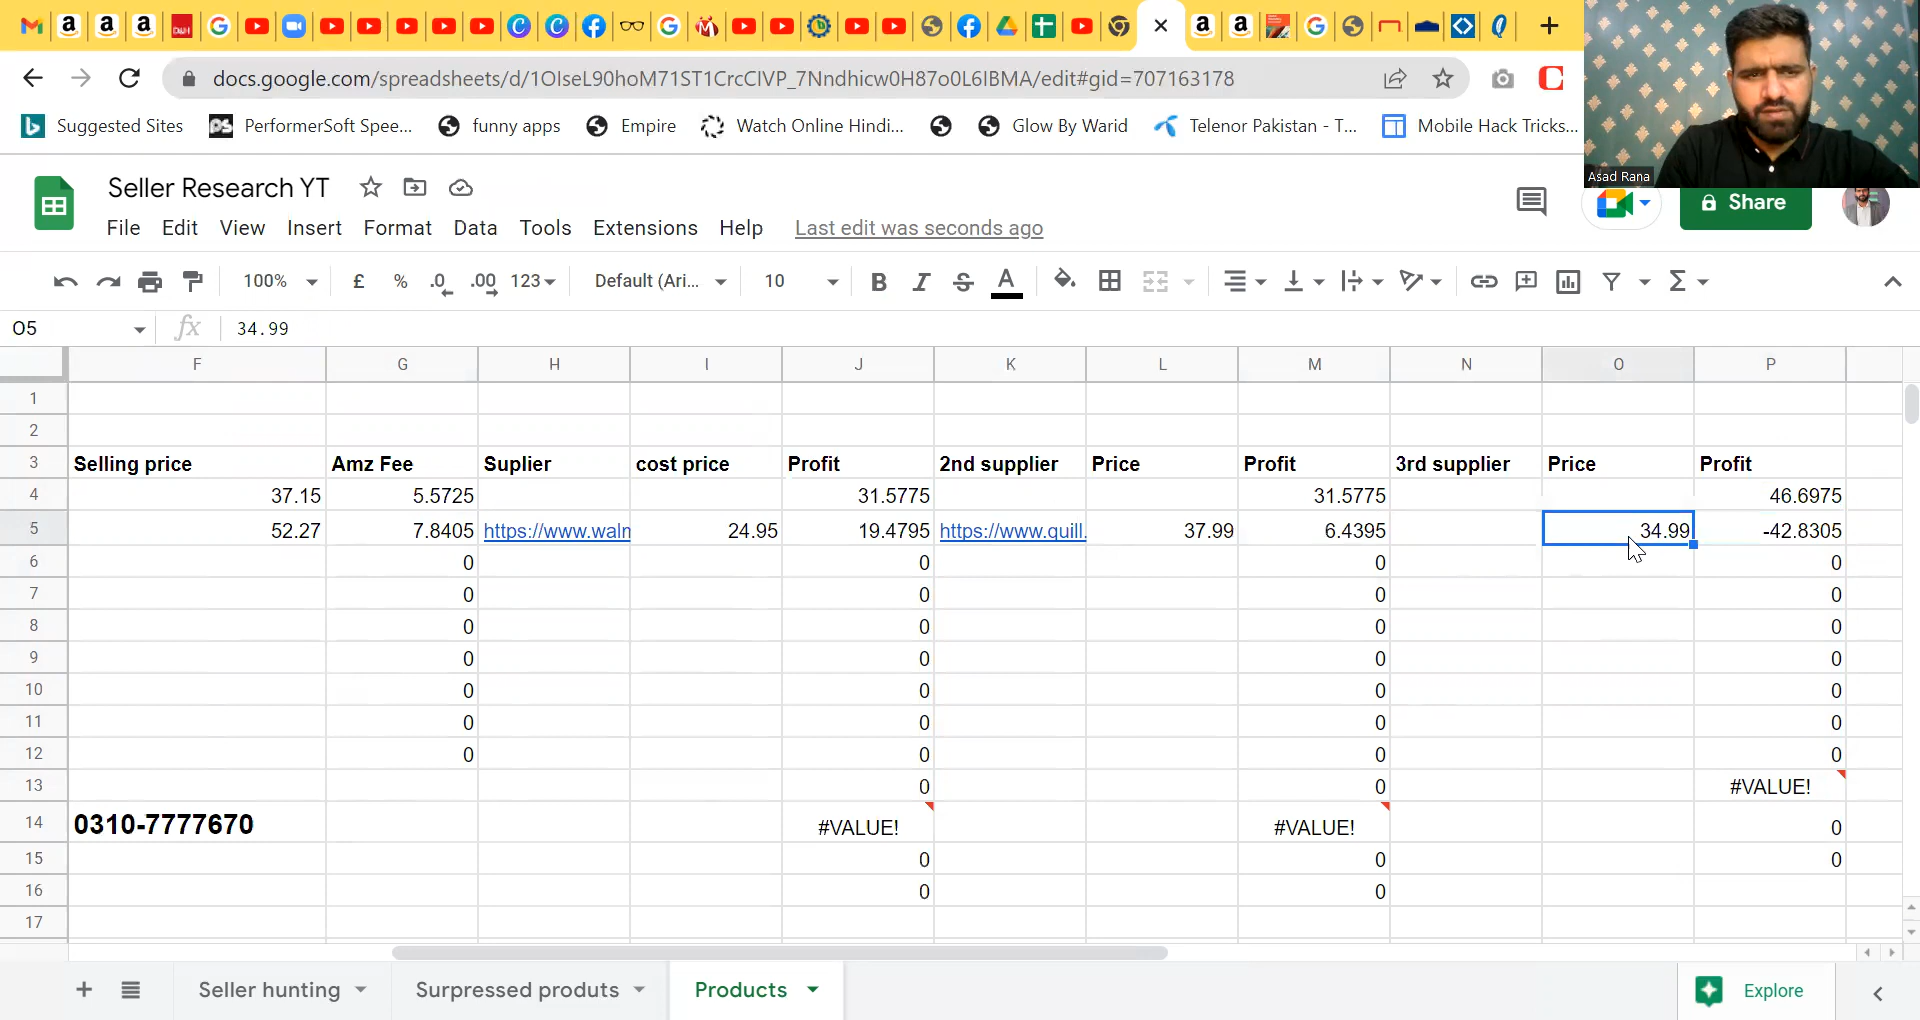 docs.google.com/spreadsheets/d/1OIseL90hoM71ST1CrcCIVP_7Nndhicw0H87o0L6IBMA/edit#gid=707163178
Suggested Sites PerformerSoft Spee... funny apps Empire Watch Online Hindi... Glow By Warid Telenor Pakistan - T... Mobile Hack Tricks...
Asad Rana
Seller Research YT
Share
File Edit View Insert Format Data Tools Extensions Help Last edit was seconds ago
100% £ % .0 .00 123 Default (Ari... 10 B I S A
O5 fx 34.99
F G H I J K L M N O P
1
2
3 Selling price Amz Fee Suplier cost price Profit 2nd supplier Price Profit 3rd supplier Price Profit
4 37.15 5.5725 31.5775 31.5775 46.6975
5 52.27 7.8405 https://www.waln 24.95 19.4795 https://www.quill. 37.99 6.4395 34.99 -42.8305
6 0 0 0 0
7 0 0 0 0
8 0 0 0 0
9 0 0 0 0
10 0 0 0 0
11 0 0 0 0
12 0 0 0 0
13 0 0 #VALUE!
14 0310-7777670 #VALUE! #VALUE! 0
15 0 0 0
16 0 0
17
Seller hunting Surpressed produts Products Explore